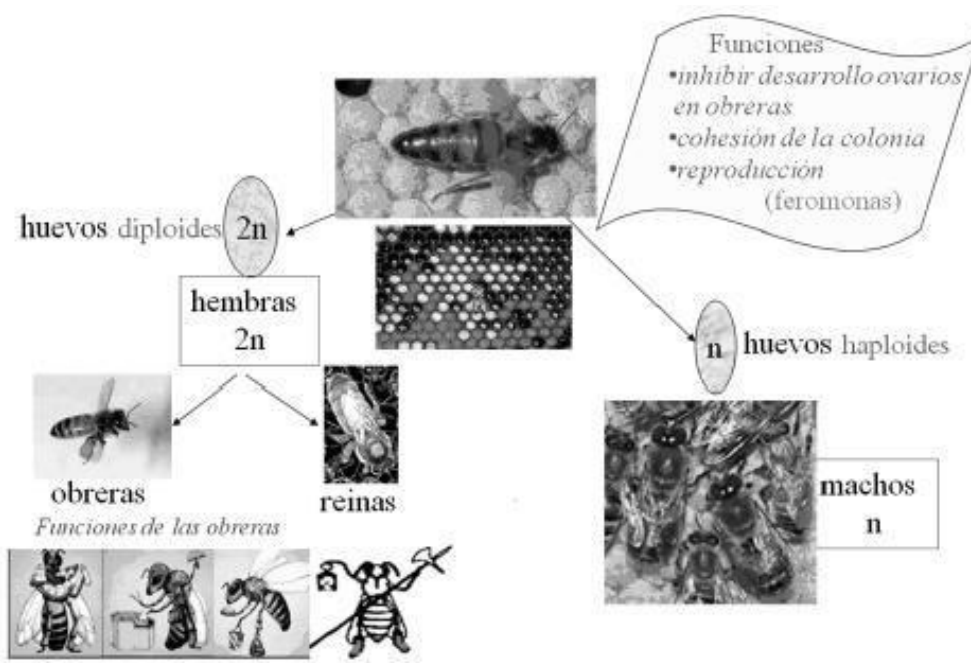 Funciones
•inhibir desarrollo ovarios
en obreras
•cohesión de la colonia
•reproducción
(feromonas)
huevos diploides 2n
hembras
2n
n huevos haploides
obreras
reinas
machos
n
Funciones de las obreras